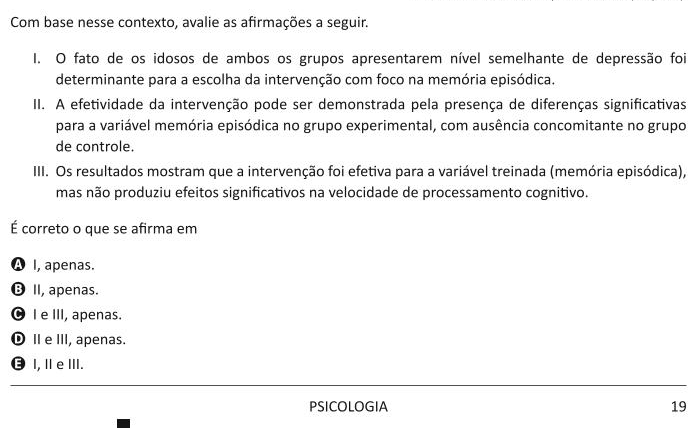 Com base nesse contexto, avalie as afirmações a seguir.
I. O fato de os idosos de ambos os grupos apresentarem nível semelhante de depressão foi
determinante para a escolha da intervenção com foco na memória episódica.
II. A efetividade da intervenção pode ser demonstrada pela presença de diferenças significativas
para a variável memória episódica no grupo experimental, com ausência concomitante no grupo
de controle.
III. Os resultados mostram que a intervenção foi efetiva para a variável treinada (memória episódica),
mas não produziu efeitos significativos na velocidade de processamento cognitivo.
É correto o que se afirma em
A I, apenas.
B II, apenas.
C I e III, apenas.
D II e III, apenas.
E I, II e III.
PSICOLOGIA 19